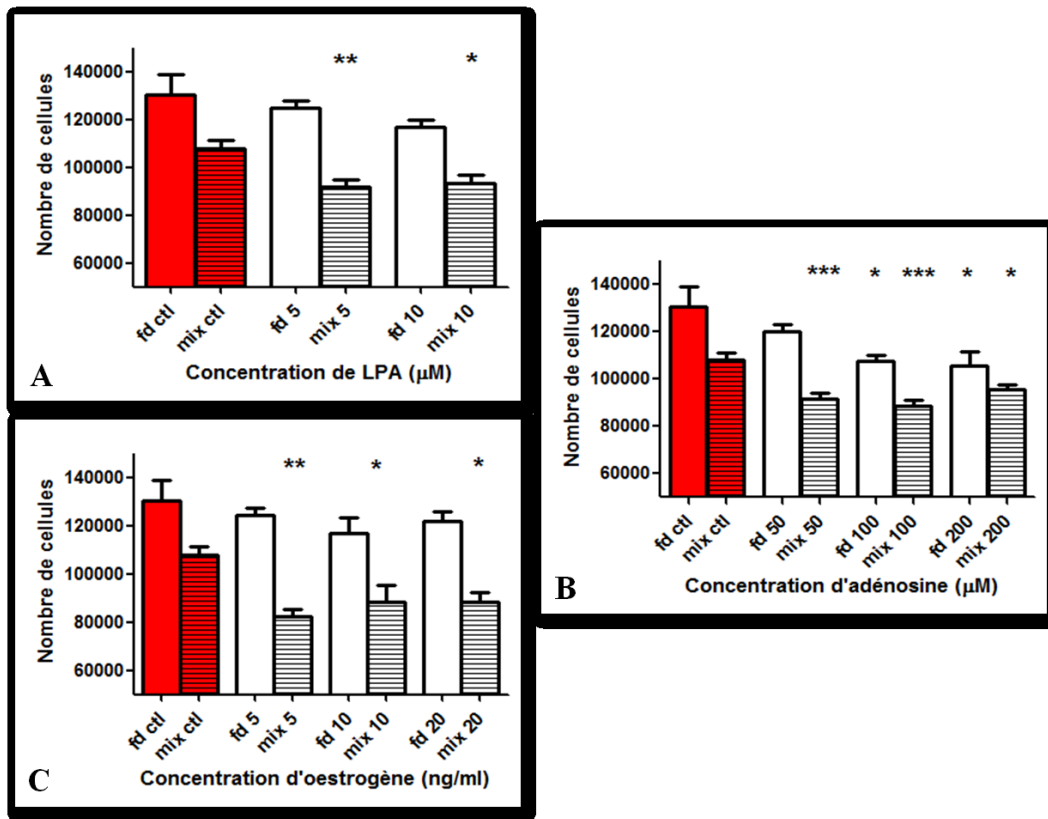 ** *
140000
120000
100000
80000
60000
Nombre de cellules
fd ctl mix ctl fd 5 mix 5 fd 10 mix 10
Concentration de LPA (µM)
A
*** * *** * *
140000
120000
100000
80000
60000
Nombre de cellules
fd ctl mix ctl fd 50 mix 50 fd 100 mix 100 fd 200 mix 200
Concentration d'adénosine (µM)
B
** * *
140000
120000
100000
80000
60000
Nombre de cellules
fd ctl mix ctl fd 5 mix 5 fd 10 mix 10 fd 20 mix 20
Concentration d'oestrogène (ng/ml)
C